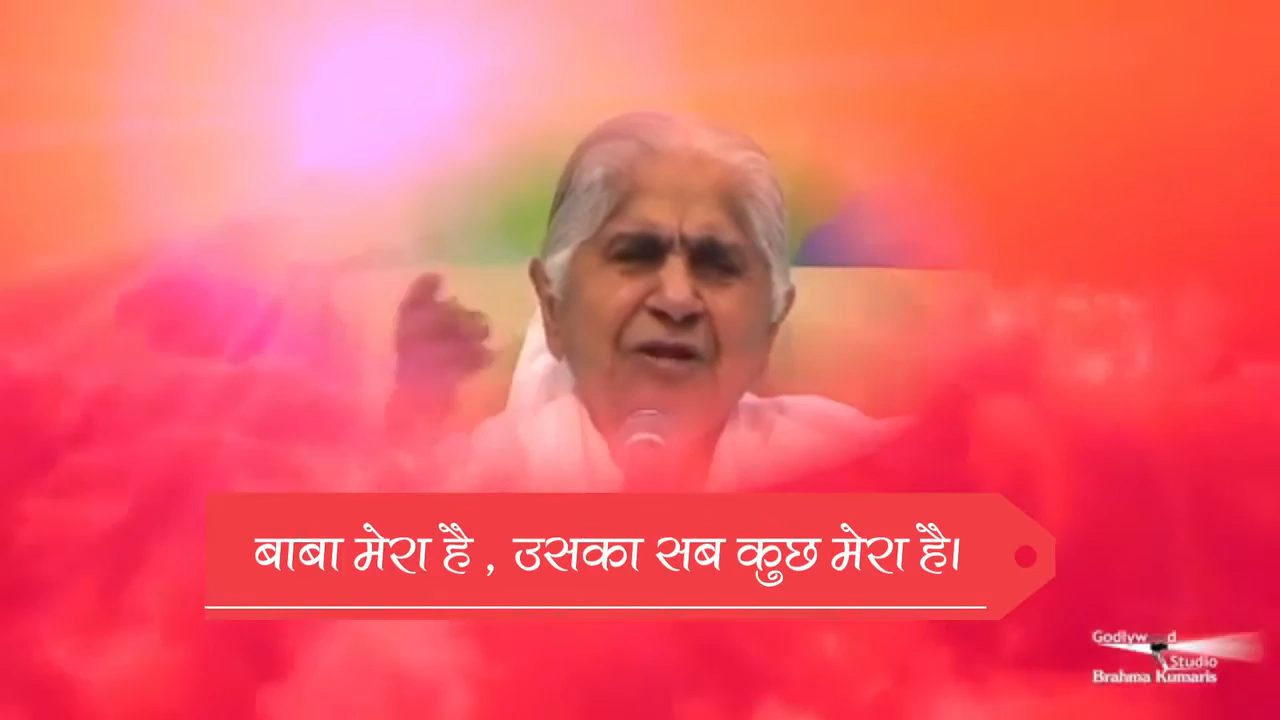 बाबा मेरा है , उसका सब कुछ मेरा है।
Godlywood
Studio
Brahma Kumaris